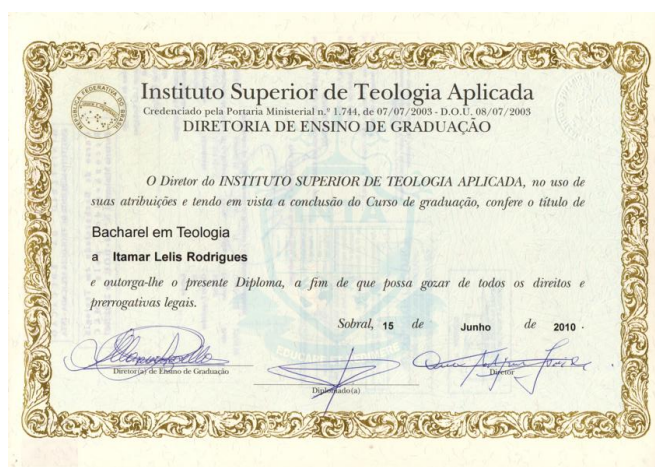 Instituto Superior de Teologia Aplicada
Credenciado pela Portaria Ministerial n.º 1.744, de 07/07/2003 - D.O.U. 08/07/2003
DIRETORIA DE ENSINO DE GRADUAÇÃO
O Diretor do INSTITUTO SUPERIOR DE TEOLOGIA APLICADA, no uso de
suas atribuições e tendo em vista a conclusão do Curso de graduação, confere o título de
Bacharel em Teologia
a Itamar Lelis Rodrigues
e outorga-lhe o presente Diploma, a fim de que possa gozar de todos os direitos e
prerrogativas legais.
Sobral, 15 de Junho de 2010 .
Diretor(a) de Ensino de Graduação
Diplomado(a)
Diretor